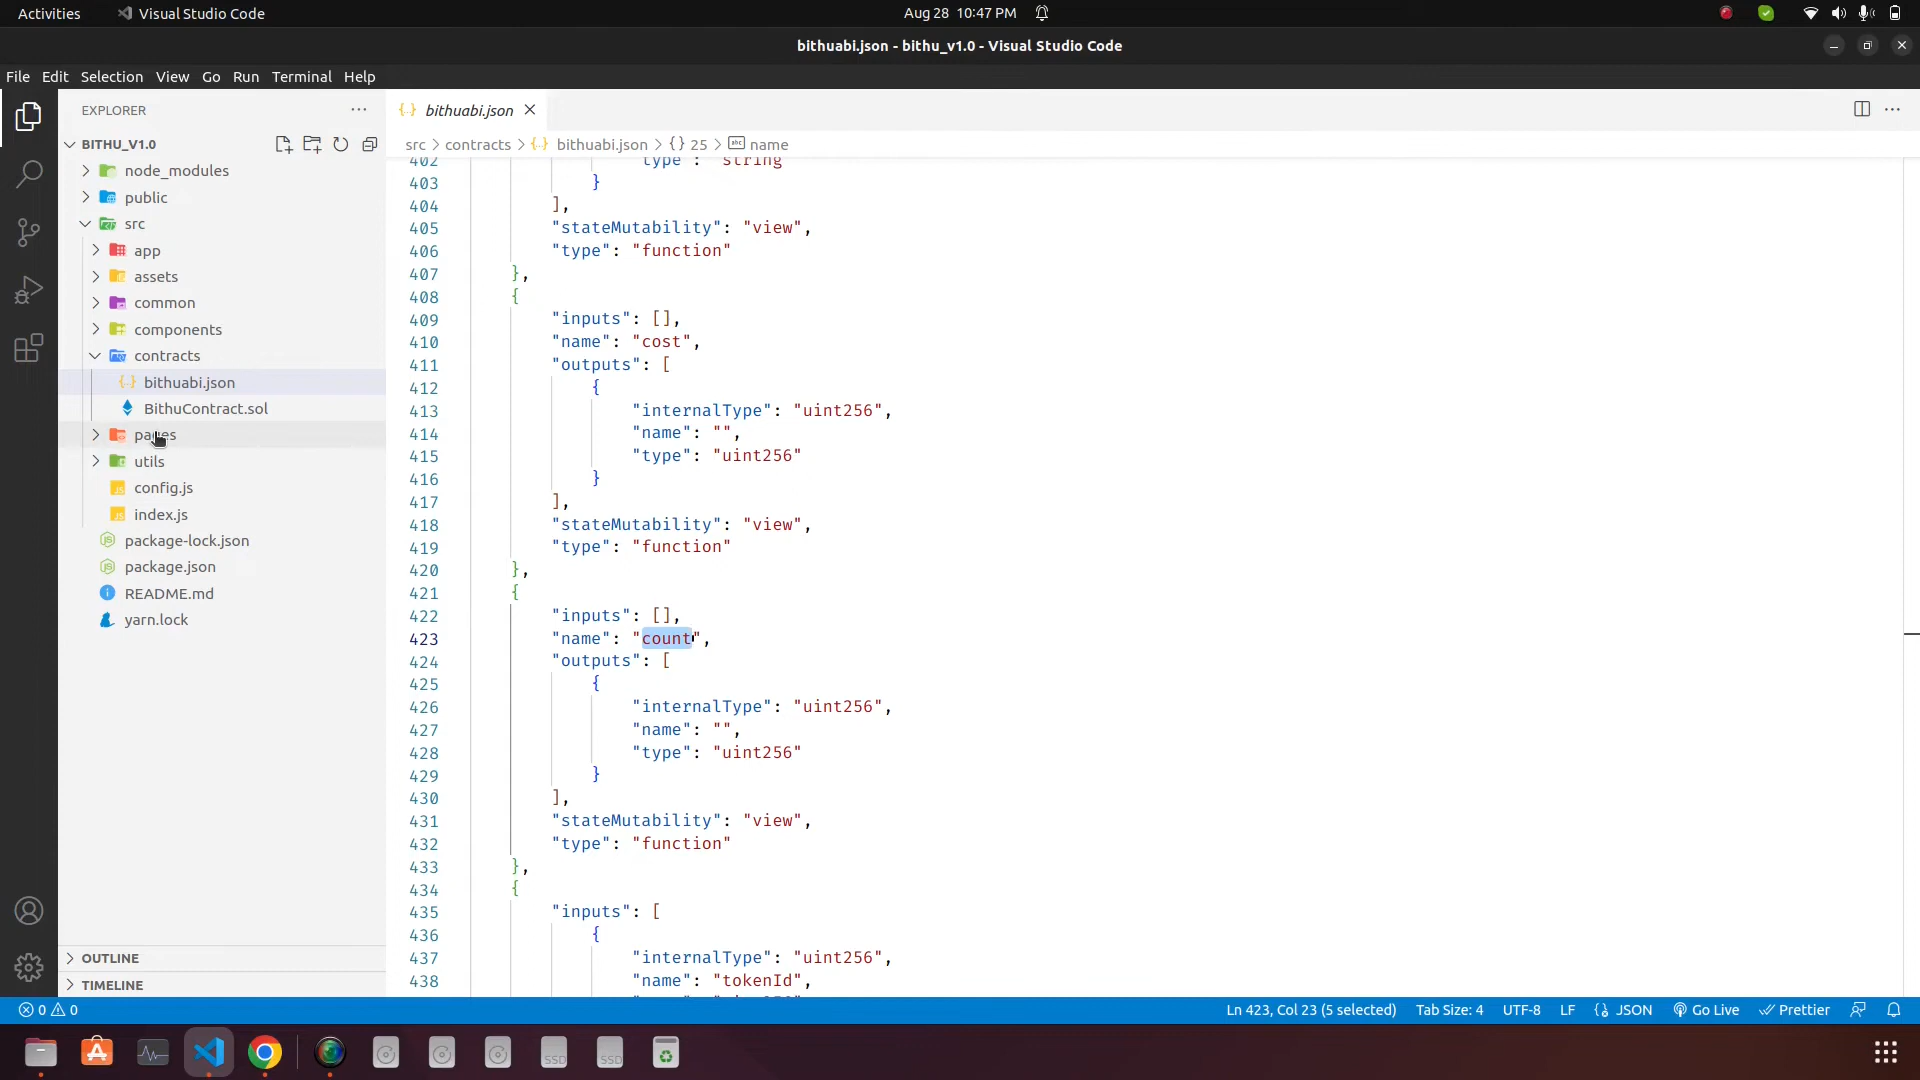 Activities
Visual Studio Code
Aug 28 10:47 PM
bithuabi.json - bithu_v1.0 - Visual Studio Code
File Edit Selection View Go Run Terminal Help
EXPLORER
BITHU_V1.0
node_modules
public
src
app
assets
common
components
contracts
bithuabi.json
BithuContract.sol
pages
utils
config.js
index.js
package-lock.json
package.json
README.md
yarn.lock
OUTLINE
TIMELINE
bithuabi.json
src > contracts > {..} bithuabi.json > {} 25 > abc name
402 "type": "string"
403 }
404 ],
405 "stateMutability": "view",
406 "type": "function"
407 },
408 {
409 "inputs": [],
410 "name": "cost",
411 "outputs": [
412 {
413 "internalType": "uint256",
414 "name": "",
415 "type": "uint256"
416 }
417 ],
418 "stateMutability": "view",
419 "type": "function"
420 },
421 {
422 "inputs": [],
423 "name": "count",
424 "outputs": [
425 {
426 "internalType": "uint256",
427 "name": "",
428 "type": "uint256"
429 }
430 ],
431 "stateMutability": "view",
432 "type": "function"
433 },
434 {
435 "inputs": [
436 {
437 "internalType": "uint256",
438 "name": "tokenId",
0 0
Ln 423, Col 23 (5 selected) Tab Size: 4 UTF-8 LF {} JSON Go Live Prettier
SSD SSD